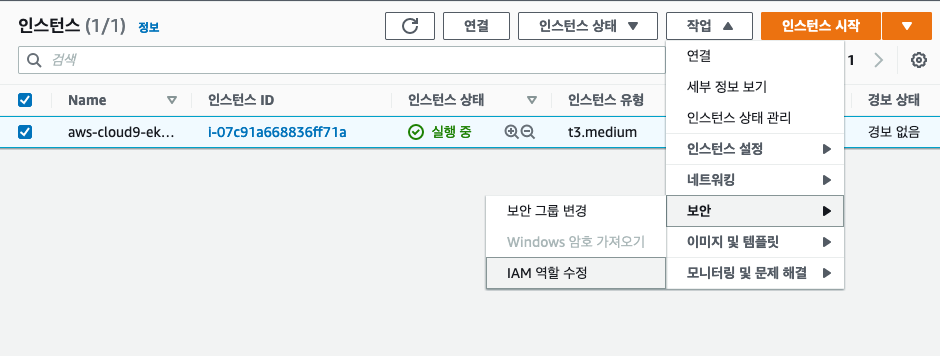 인스턴스 (1/1) 정보
연결
인스턴스 상태
작업
인스턴스 시작
검색
1
연결
세부 정보 보기
인스턴스 상태 관리
인스턴스 설정
네트워킹
보안
이미지 및 템플릿
모니터링 및 문제 해결
보안 그룹 변경
Windows 암호 가져오기
IAM 역할 수정
Name 인스턴스 ID 인스턴스 상태 인스턴스 유형 경보 상태
aws-cloud9-ek... i-07c91a668836ff71a 실행 중 t3.medium 경보 없음